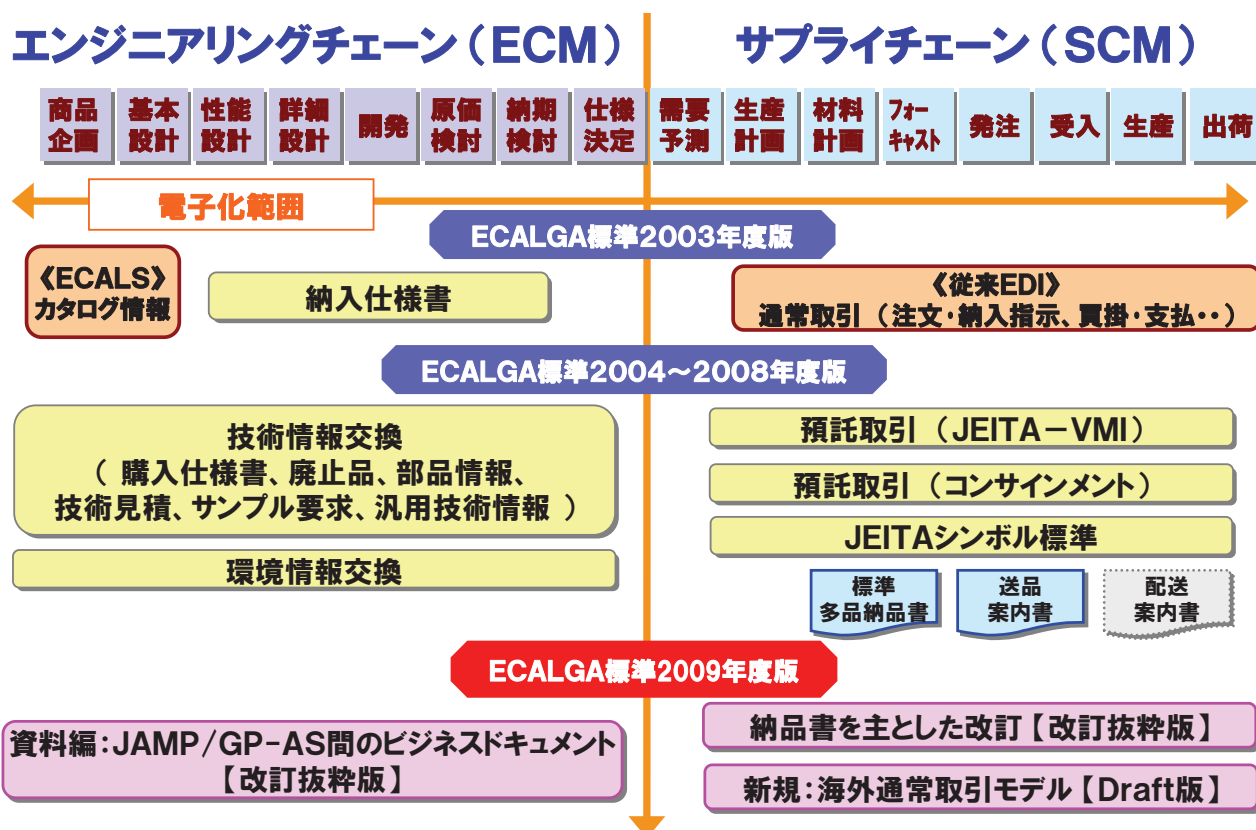 エンジニアリングチェーン(ECM)
サプライチェーン(SCM)
商品
企画
基本
設計
性能
設計
詳細
設計
開発
原価
検討
納期
検討
仕様
決定
需要
予測
生産
計画
材料
計画
フォー
キャスト
発注
受入
生産
出荷
電子化範囲
ECALGA標準2003年度版
《ECALS》
カタログ情報
納入仕様書
《従来EDI》
通常取引(注文・納入指示、買掛・支払・・)
ECALGA標準2004~2008年度版
技術情報交換
( 購入仕様書、廃止品、部品情報、
技術見積、サンプル要求、汎用技術情報 )
環境情報交換
預託取引(JEITA-VMI)
預託取引(コンサインメント)
JEITAシンボル標準
標準
多品納品書
送品
案内書
配送
案内書
ECALGA標準2009年度版
資料編:JAMP/GP-AS間のビジネスドキュメント
【改訂抜粋版】
納品書を主とした改訂【改訂抜粋版】
新規:海外通常取引モデル【Draft版】